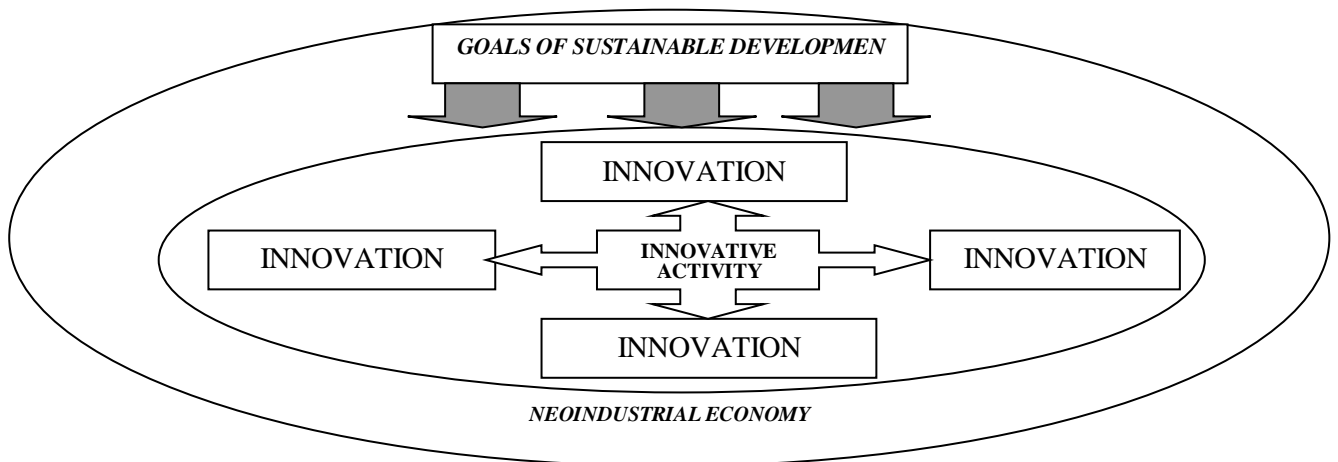 GOALS OF SUSTAINABLE DEVELOPMEN
INNOVATION
INNOVATION
INNOVATIVE
ACTIVITY
INNOVATION
INNOVATION
NEOINDUSTRIAL ECONOMY